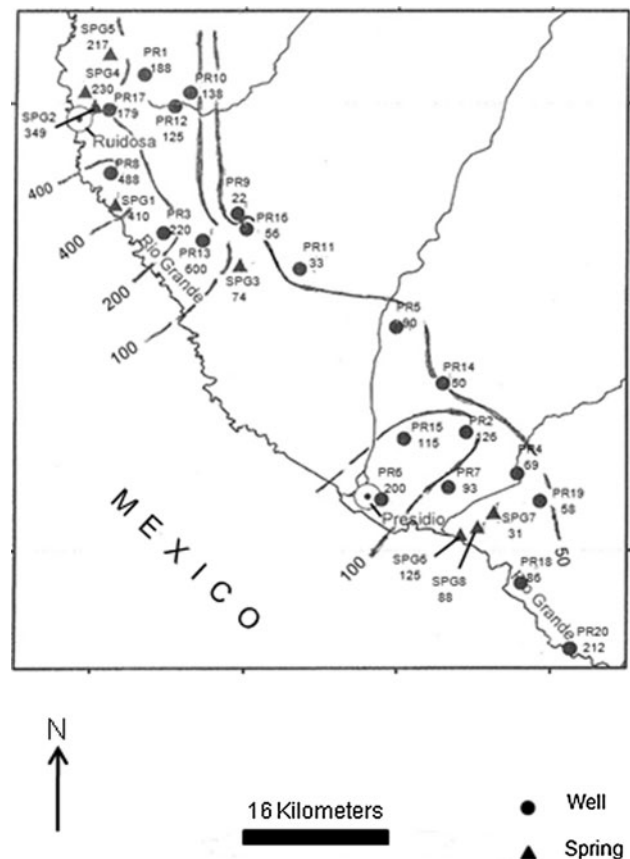 SPG5
217
PR1
188
SPG4
230
PR10
138
PR17
179
SPG2
349
PR12
125
Ruidosa
PR8
488
400
SPG1
410
PR9
22
PR16
56
PR3
220
PR13
600
400
Rio Grande
PR11
33
SPG3
74
200
100
PR5
90
PR14
50
PR2
126
PR15
115
PR4
69
PR6
200
PR7
93
PR19
58
Presidio
SPG7
31
MEXICO
100
SPG6
125
SPG8
88
50
PR18
86
Rio Grande
PR20
212
N
16 Kilometers
Well
Spring